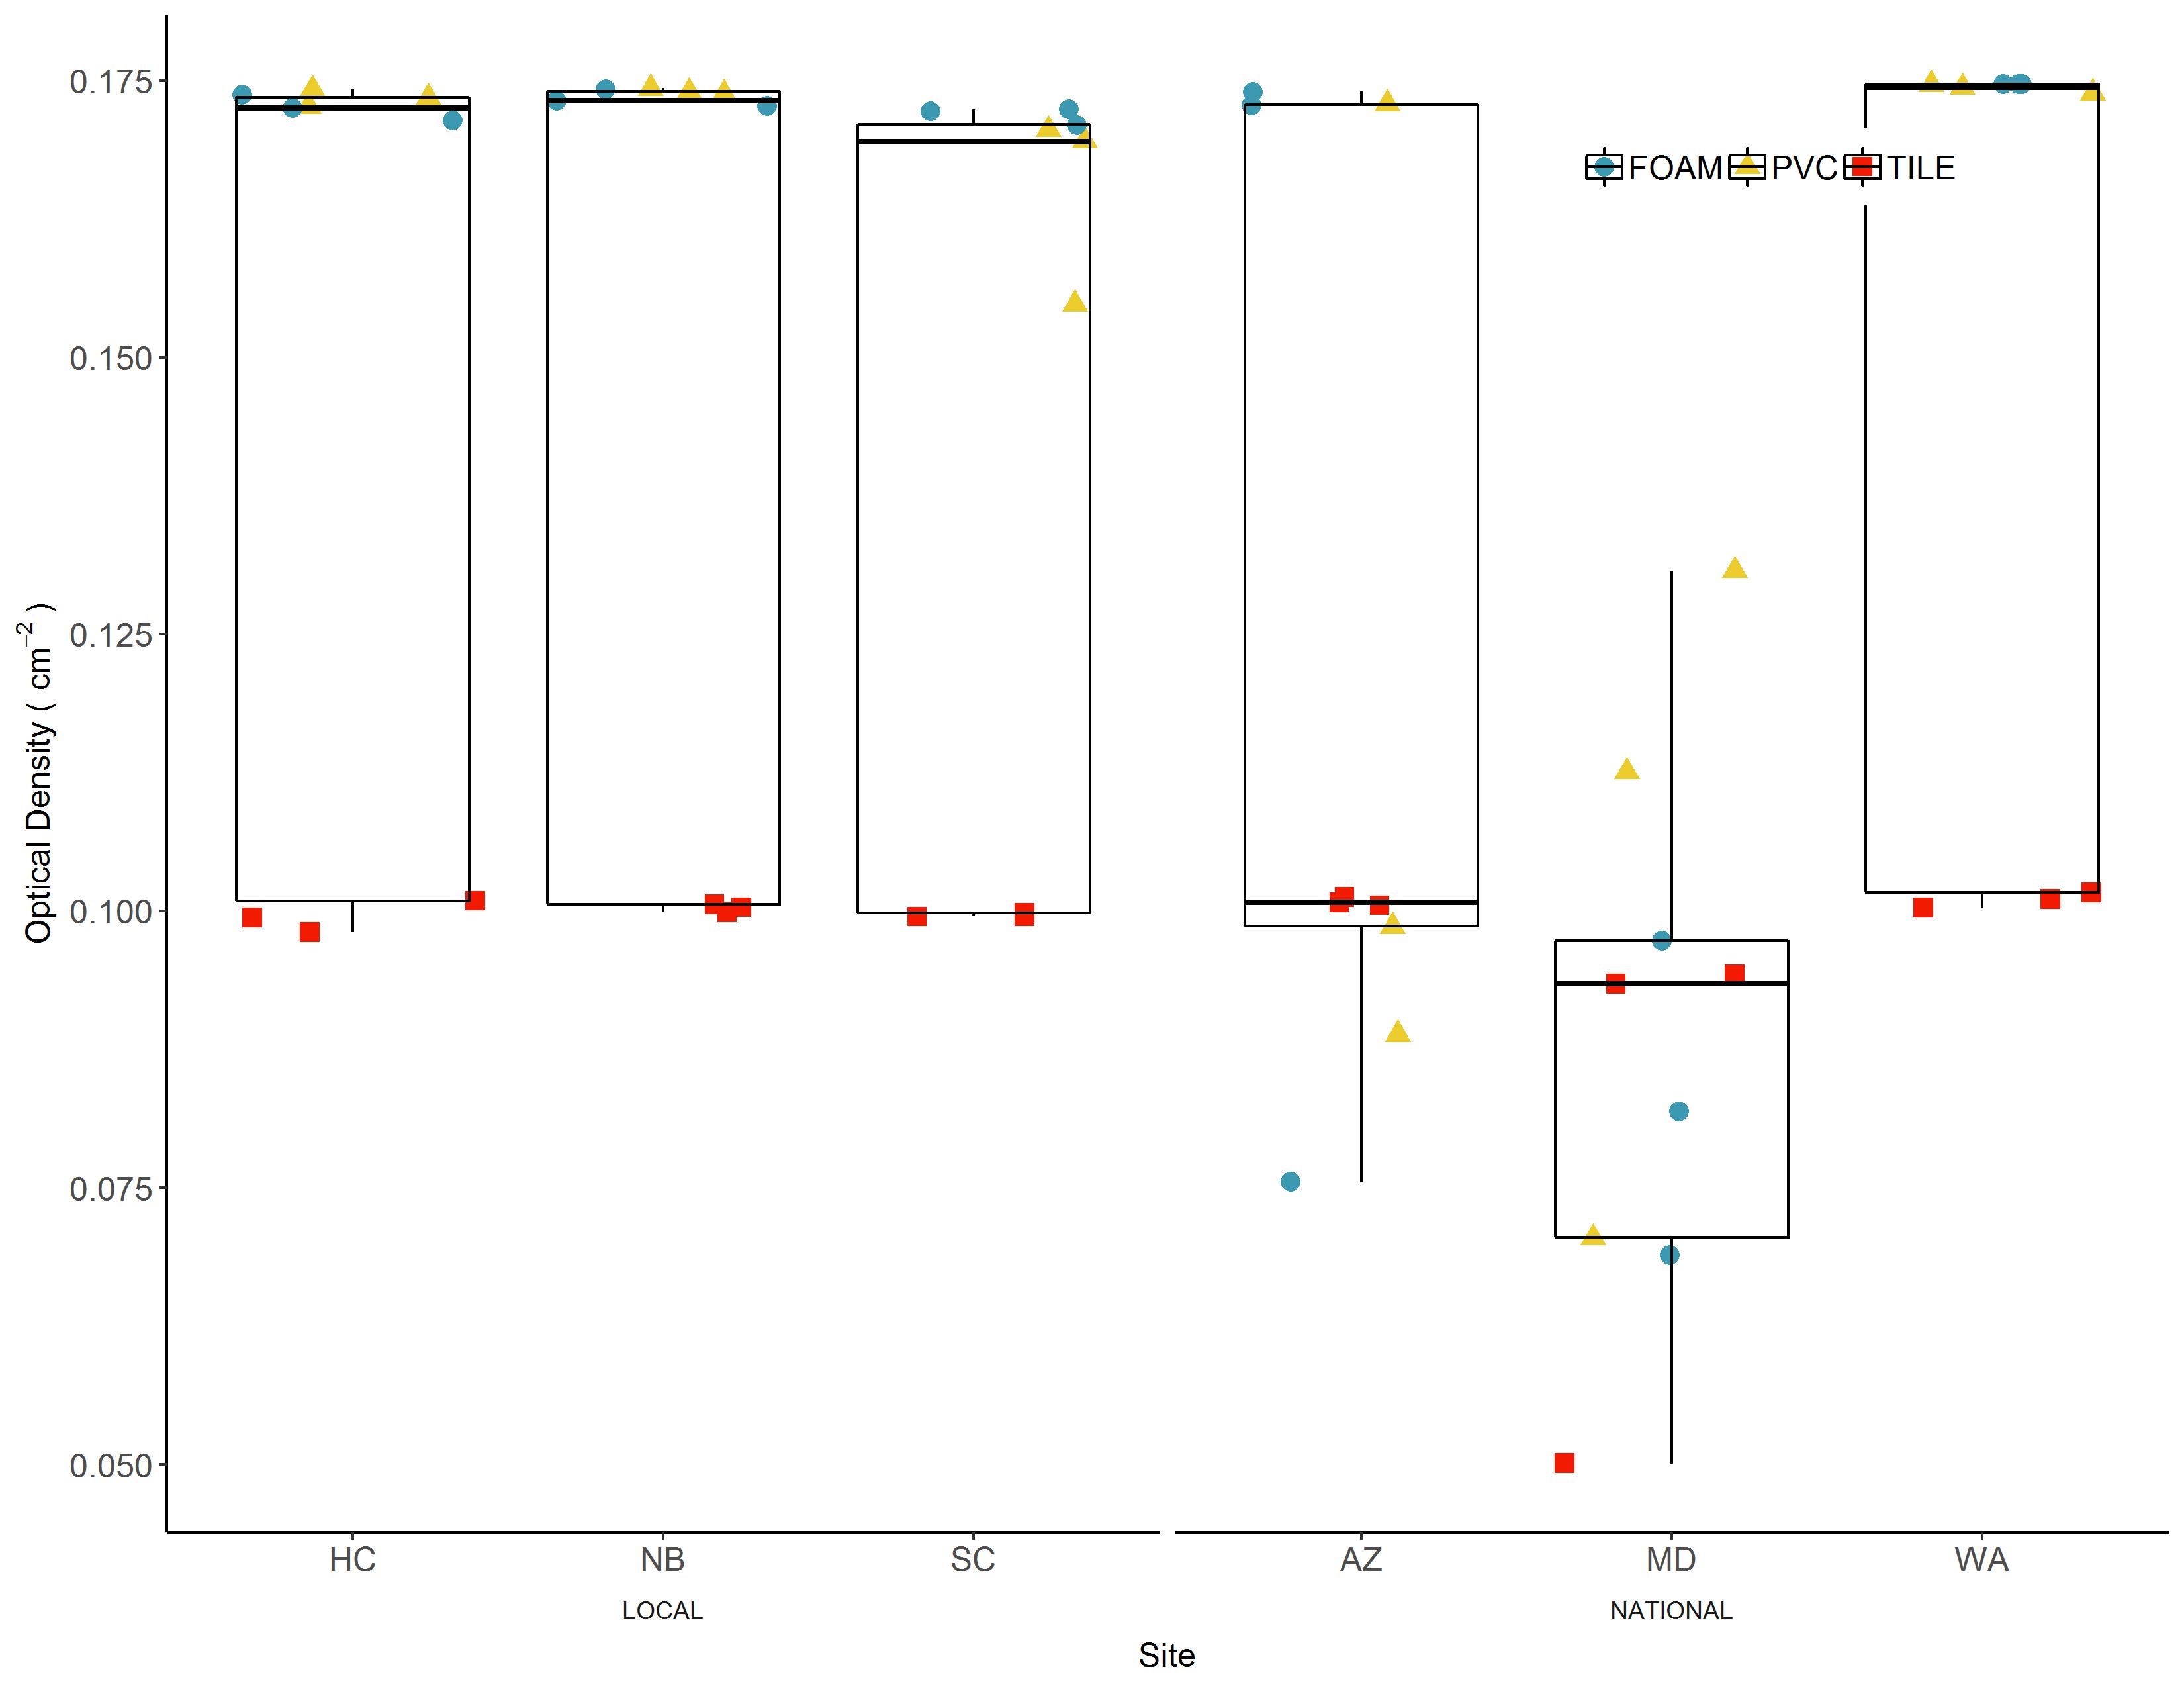 0.175
0.150
0.125
0.100
0.075
0.050
Optical Density ( cm⁻² )
FOAM PVC TILE
HC NB SC AZ MD WA
LOCAL NATIONAL
Site